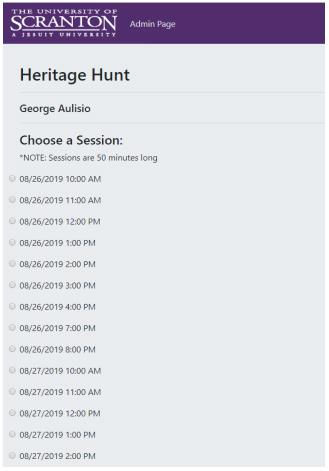 THE UNIVERSITY OF
SCRANTON
A JESUIT UNIVERSITY
Admin Page
Heritage Hunt
George Aulisio
Choose a Session:
*NOTE: Sessions are 50 minutes long
08/26/2019 10:00 AM
08/26/2019 11:00 AM
08/26/2019 12:00 PM
08/26/2019 1:00 PM
08/26/2019 2:00 PM
08/26/2019 3:00 PM
08/26/2019 4:00 PM
08/26/2019 7:00 PM
08/26/2019 8:00 PM
08/27/2019 10:00 AM
08/27/2019 11:00 AM
08/27/2019 12:00 PM
08/27/2019 1:00 PM
08/27/2019 2:00 PM